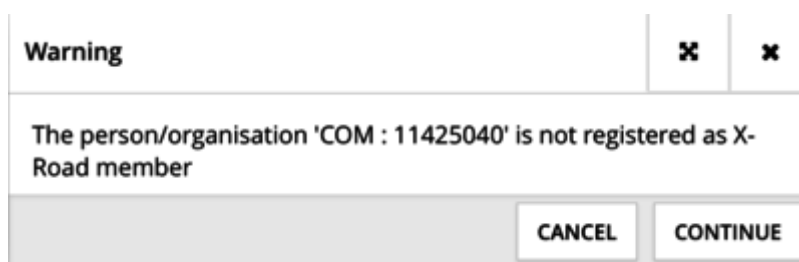 Warning
The person/organisation 'COM : 11425040' is not registered as X-
Road member
CANCEL CONTINUE